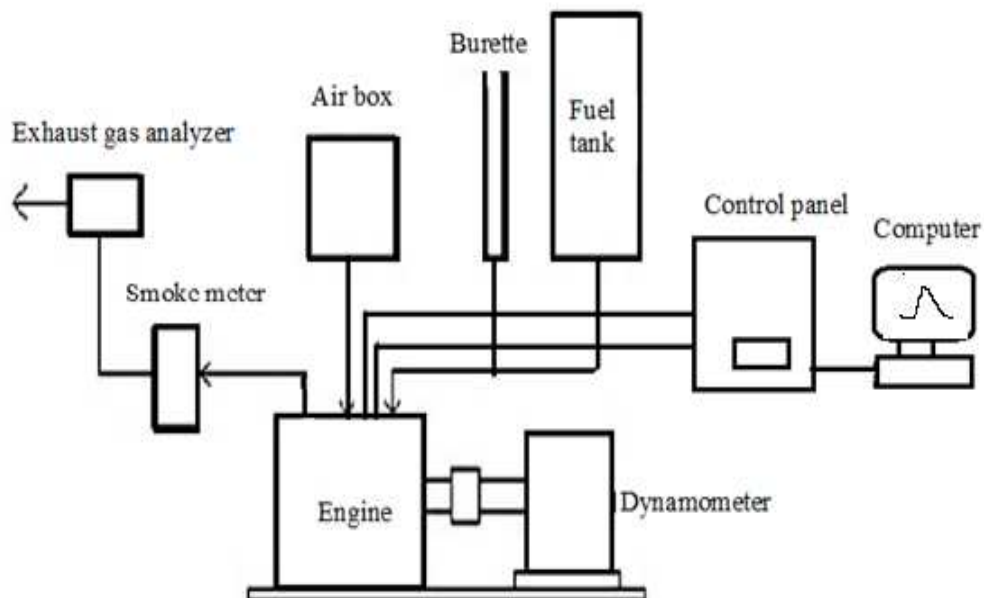 Burette
Fuel
tank
Air box
Exhaust gas analyzer
Control panel
Computer
Smoke meter
Engine
Dynamometer